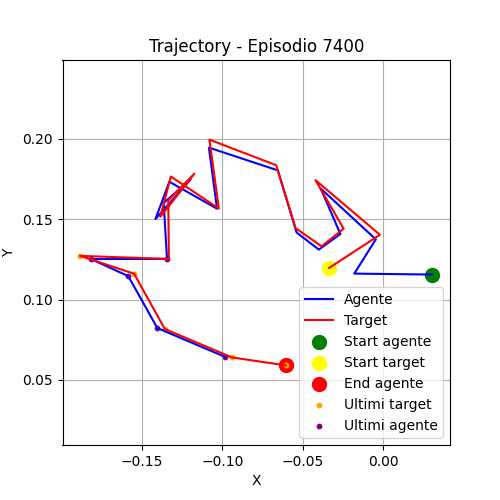 Trajectory - Episodio 7400
Y
0.20
0.15
0.10
0.05
Agente
Target
Start agente
Start target
End agente
Ultimi target
Ultimi agente
−0.15
−0.10
−0.05
0.00
X